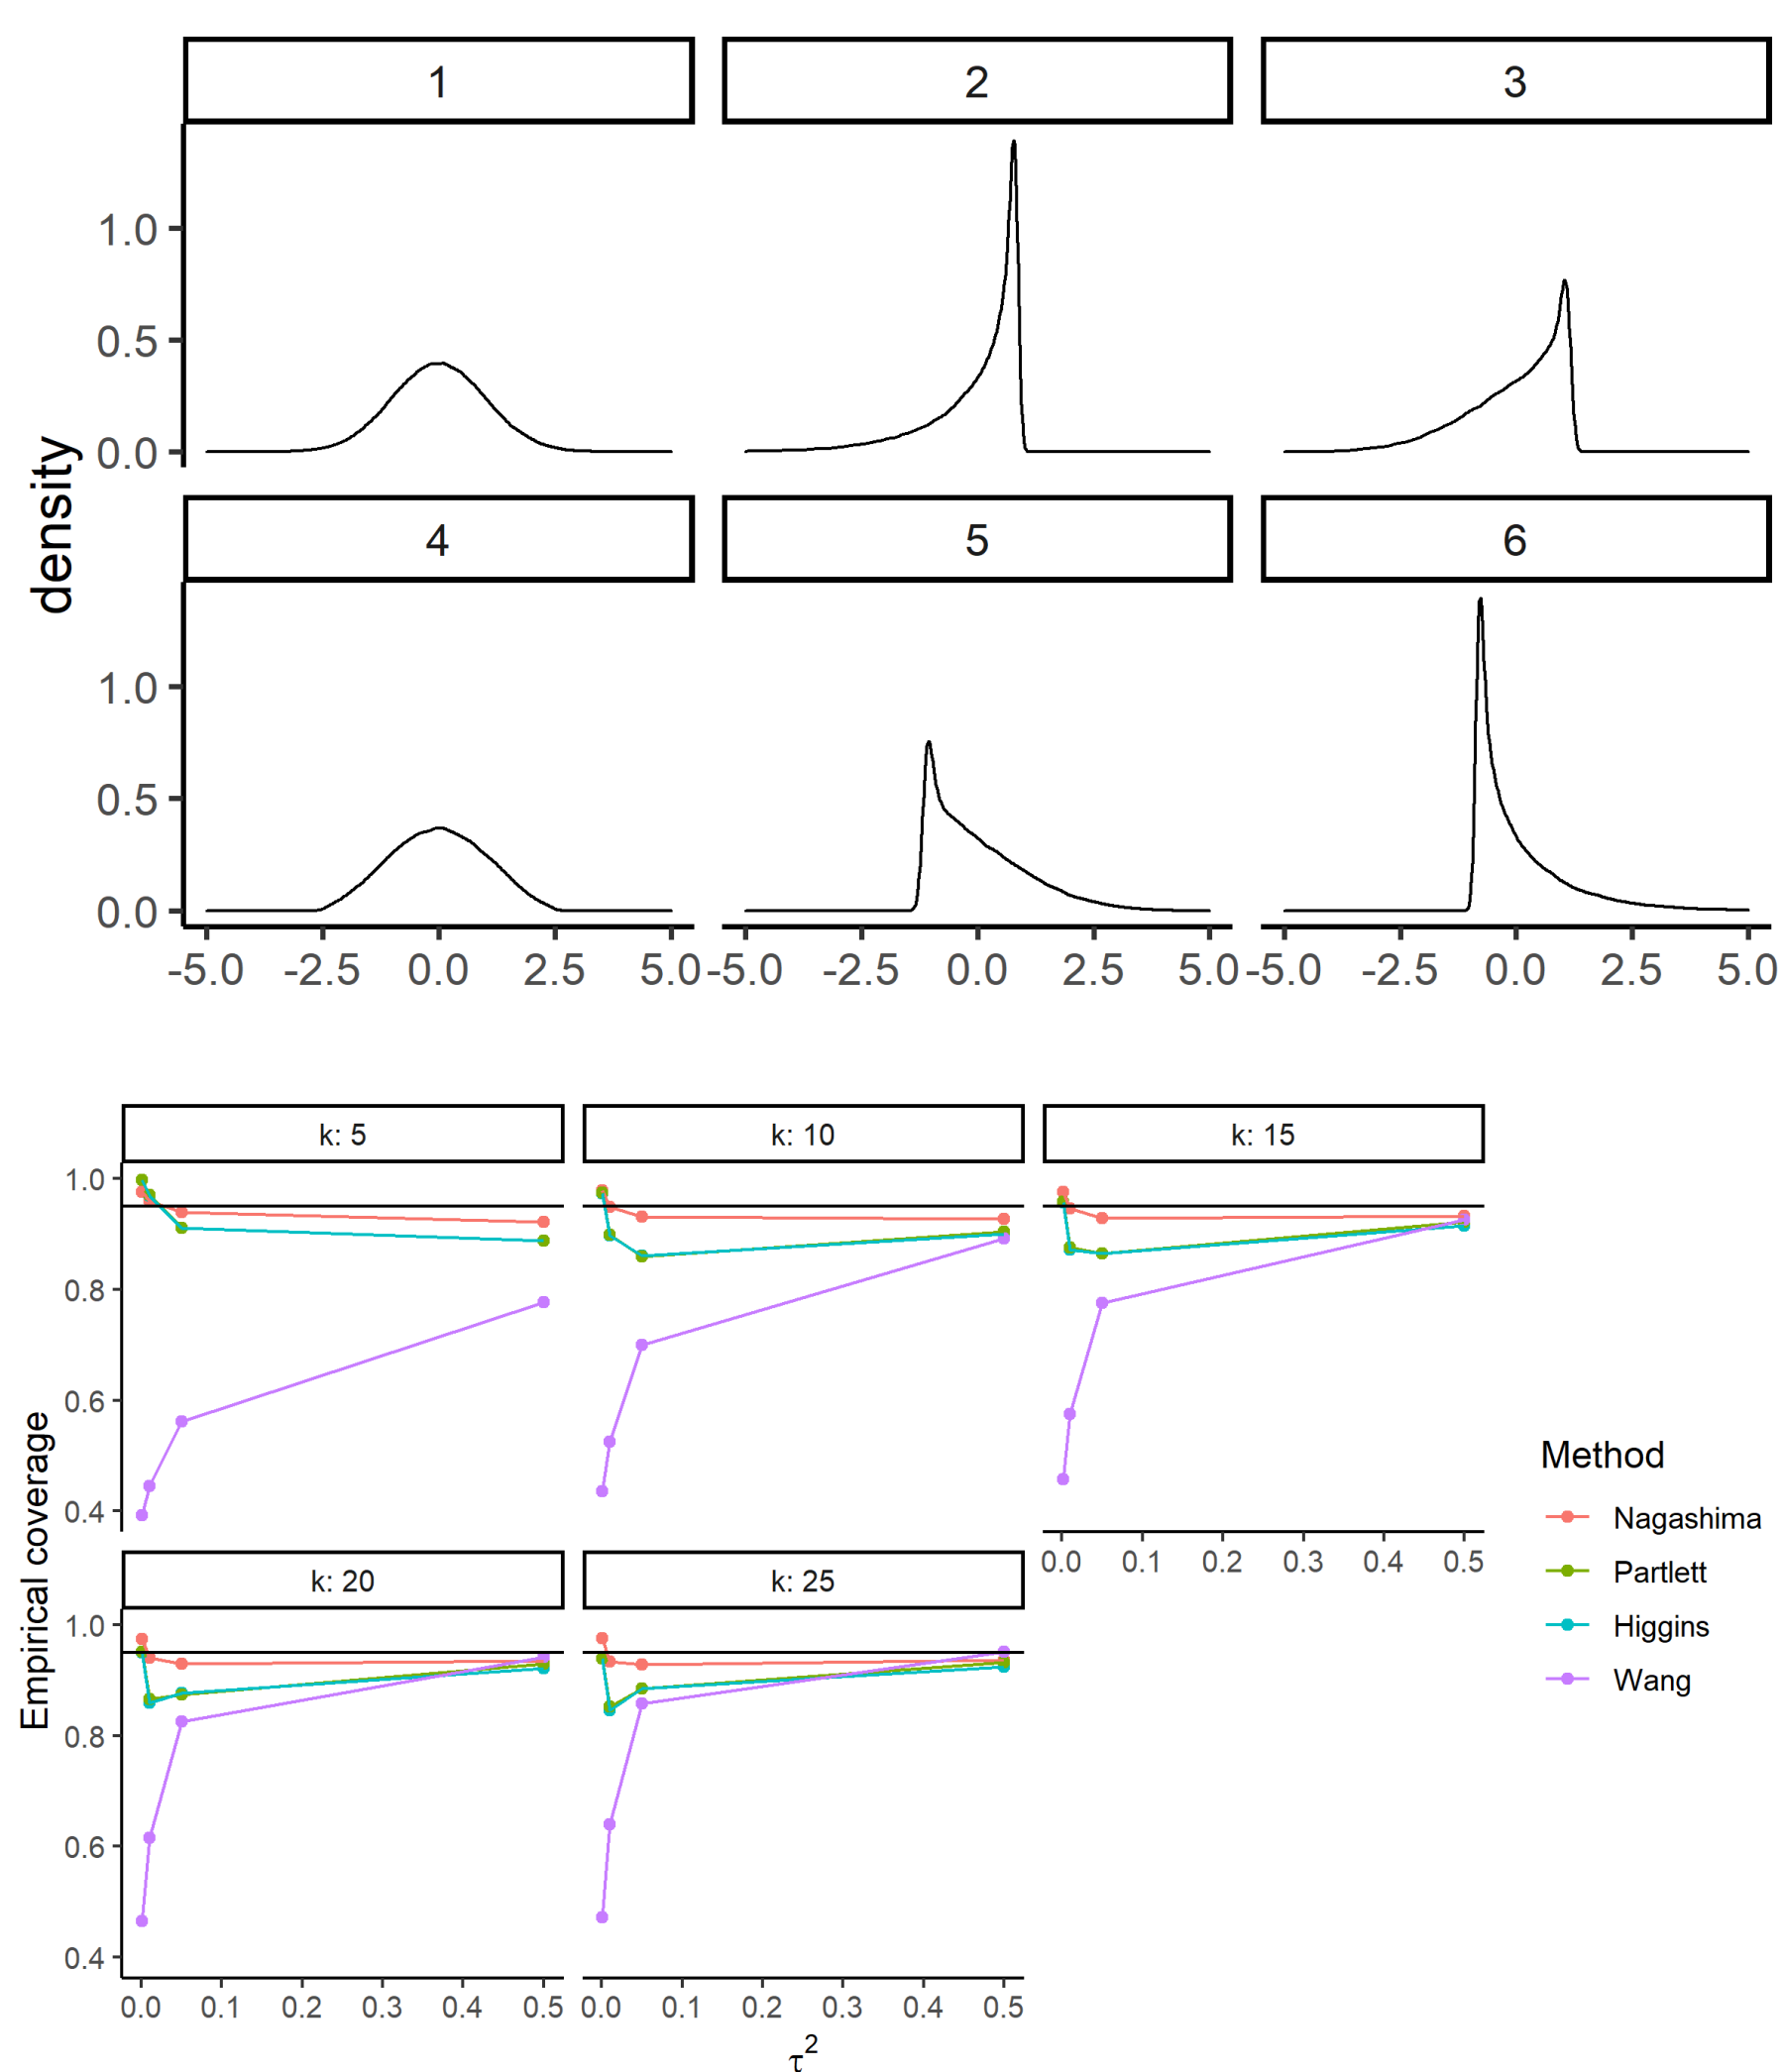 1 2 3
density
1.0
0.5
0.0
4 5 6
1.0
0.5
0.0
-5.0 -2.5 0.0 2.5 5.0 -5.0 -2.5 0.0 2.5 5.0 -5.0 -2.5 0.0 2.5 5.0
k: 5 k: 10 k: 15
Empirical coverage
1.0
0.8
0.6
0.4
0.0 0.1 0.2 0.3 0.4 0.5
k: 20 k: 25
1.0
0.8
0.6
0.4
0.0 0.1 0.2 0.3 0.4 0.5 0.0 0.1 0.2 0.3 0.4 0.5
τ²
Method
Nagashima
Partlett
Higgins
Wang